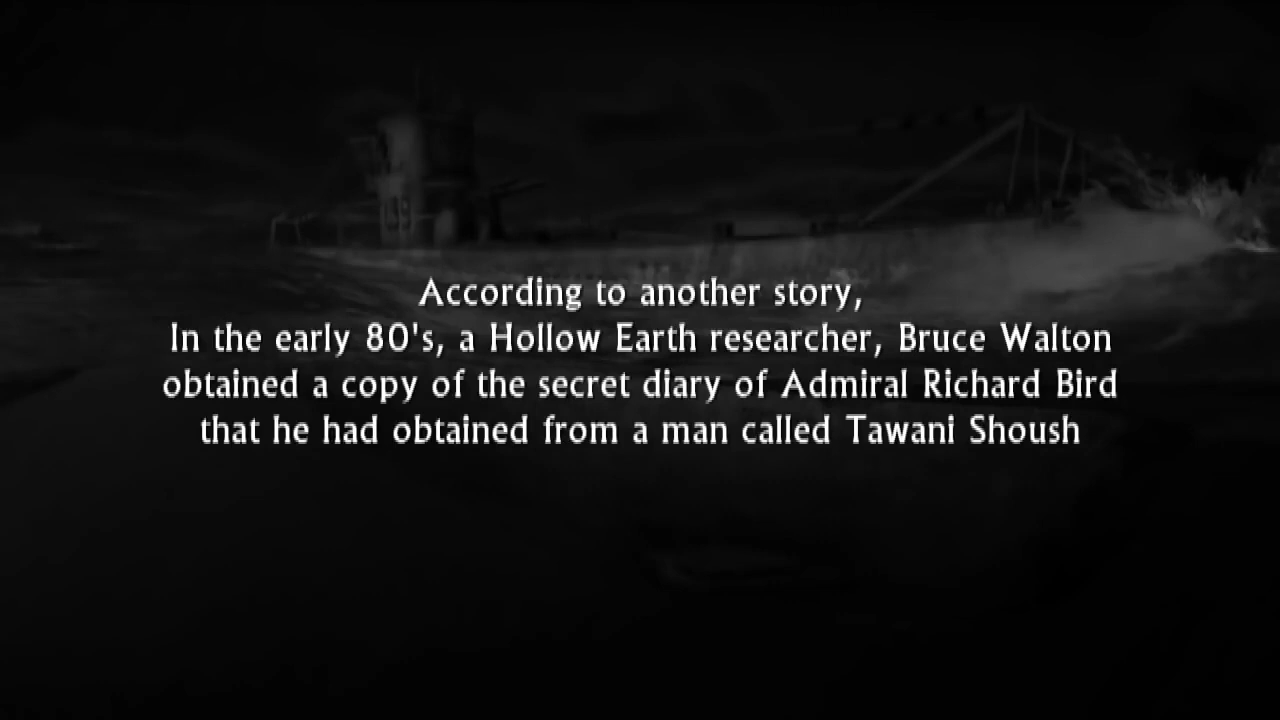 According to another story,
In the early 80's, a Hollow Earth researcher, Bruce Walton
obtained a copy of the secret diary of Admiral Richard Bird
that he had obtained from a man called Tawani Shoush